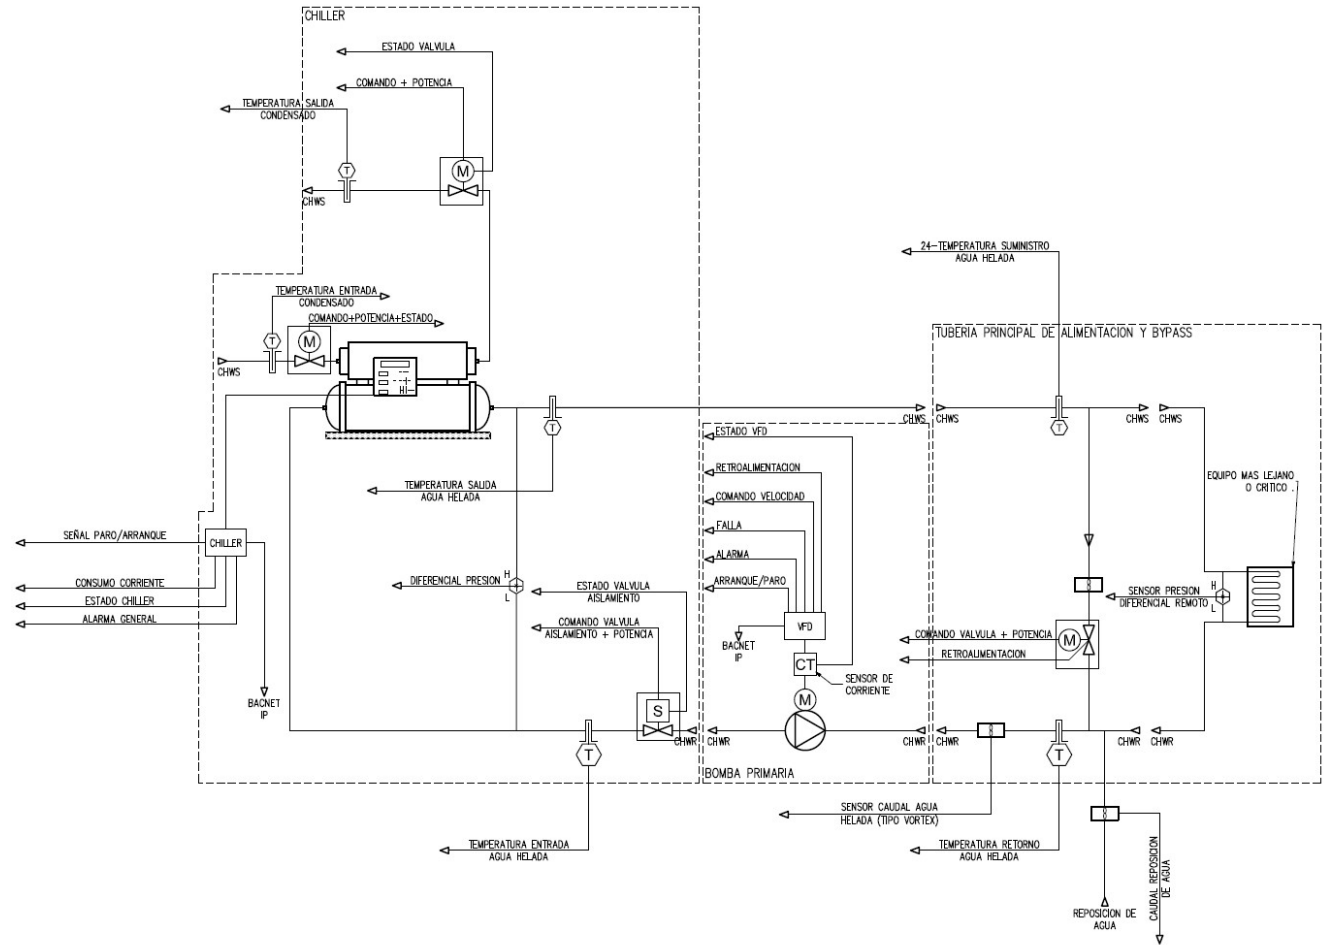 CHILLER
ESTADO VALVULA
COMANDO + POTENCIA
TEMPERATURA SALIDA
CONDENSADO
T
M
CHWS
24-TEMPERATURA SUMINISTRO
AGUA HELADA
TEMPERATURA ENTRADA
CONDENSADO
COMANDO+POTENCIA+ESTADO
T
M
CHWS
TUBERIA PRINCIPAL DE ALIMENTACION Y BYPASS
CHWS
CHWS
CHWS
CHWS
T
T
ESTADO VFD
RETROALIMENTACION
COMANDO VELOCIDAD
FALLA
ALARMA
ARRANQUE/PARO
TEMPERATURA SALIDA
AGUA HELADA
EQUIPO MAS LEJANO
O CRITICO .
SEÑAL PARO/ARRANQUE
CHILLER
CONSUMO CORRIENTE
ESTADO CHILLER
ALARMA GENERAL
DIFERENCIAL PRESION
H
L
ESTADO VALVULA
AISLAMIENTO
COMANDO VALVULA
AISLAMIENTO + POTENCIA
SENSOR PRESION
DIFERENCIAL REMOTO
H
L
VFD
BACNET
IP
CT
SENSOR DE
CORRIENTE
M
COMANDO VALVULA + POTENCIA
M
RETROALIMENTACION
BACNET
IP
S
CHWR
CHWR
CHWR
CHWR
CHWR
CHWR
T
T
BOMBA PRIMARIA
SENSOR CAUDAL AGUA
HELADA (TIPO VORTEX)
TEMPERATURA ENTRADA
AGUA HELADA
TEMPERATURA RETORNO
AGUA HELADA
REPOSICION DE
AGUA
CAUDAL REPOSICION
DE AGUA